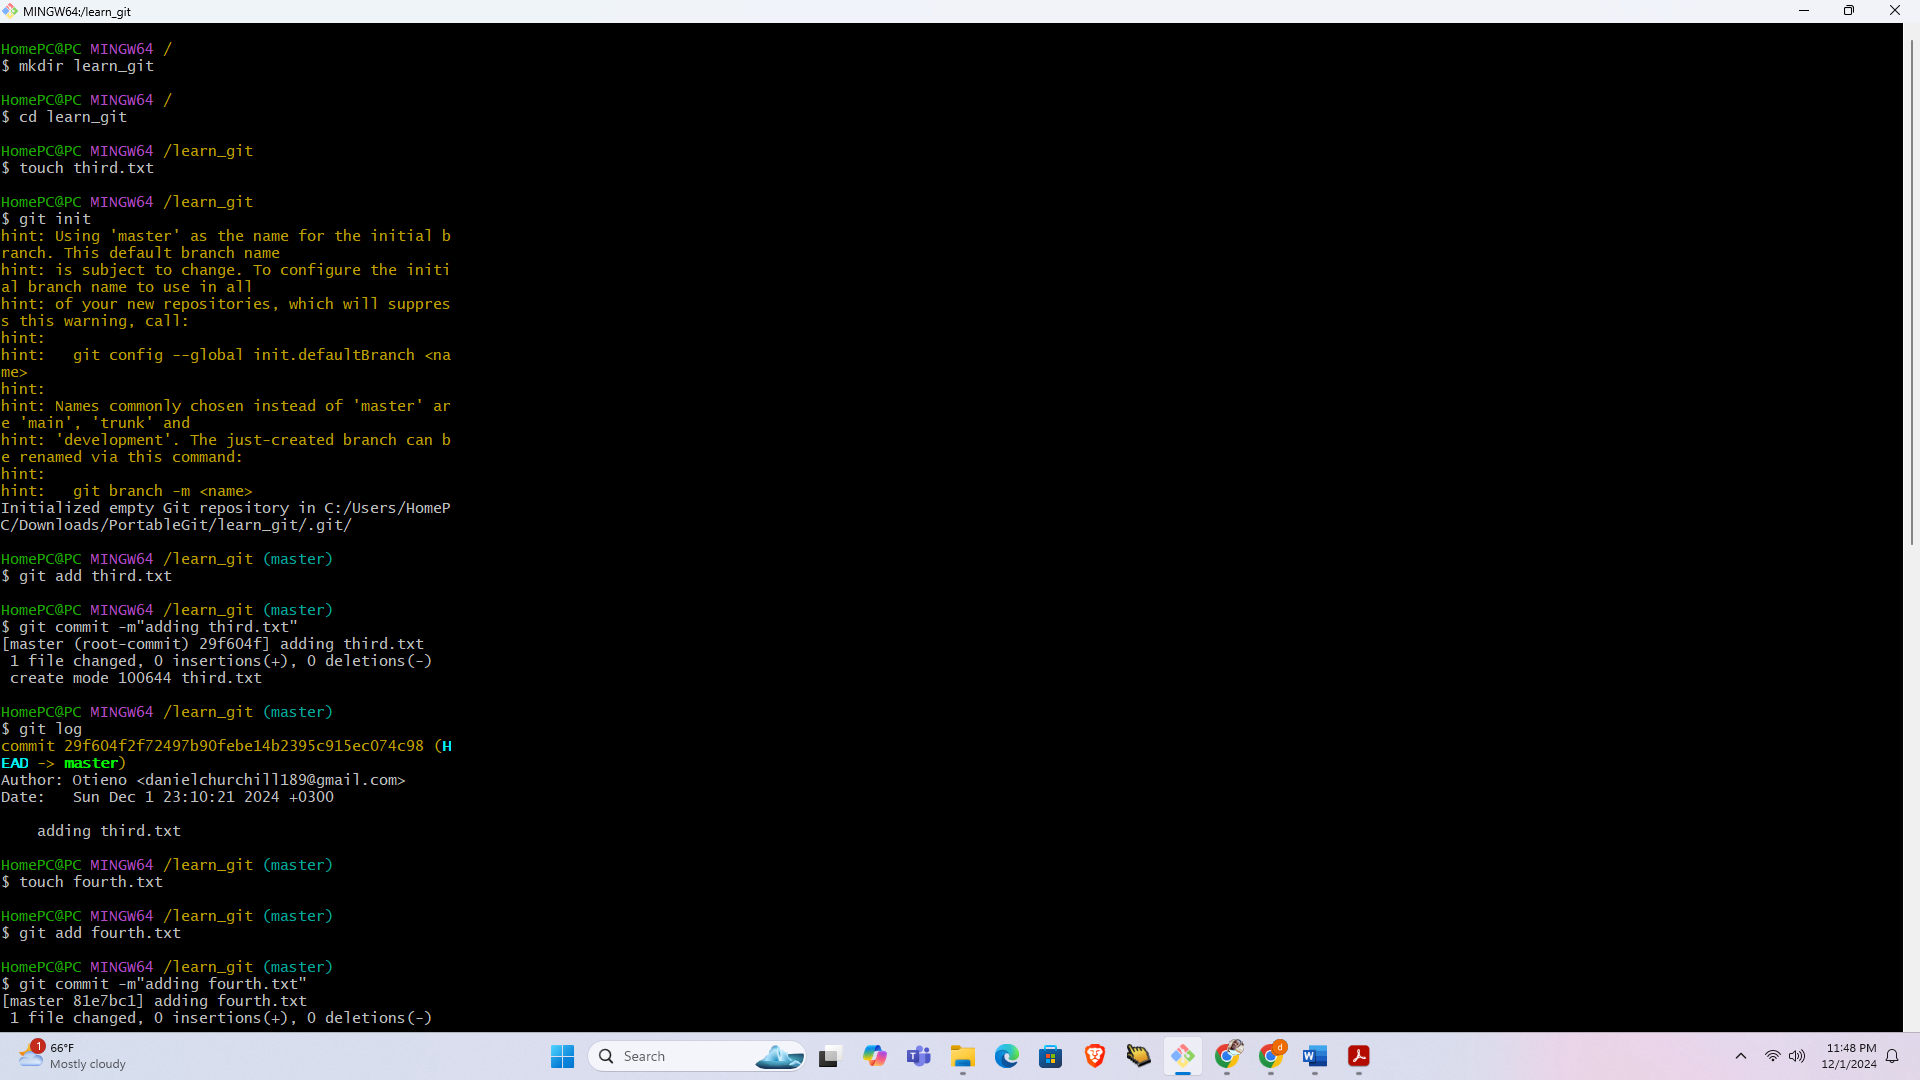 MINGW64:/learn_git
HomePC@PC MINGW64 /
$ mkdir learn_git
HomePC@PC MINGW64 /
$ cd learn_git
HomePC@PC MINGW64 /learn_git
$ touch third.txt
HomePC@PC MINGW64 /learn_git
$ git init
hint: Using 'master' as the name for the initial b
ranch. This default branch name
hint: is subject to change. To configure the initi
al branch name to use in all
hint: of your new repositories, which will suppres
s this warning, call:
hint:
hint:   git config --global init.defaultBranch <na
me>
hint:
hint: Names commonly chosen instead of 'master' ar
e 'main', 'trunk' and
hint: 'development'. The just-created branch can b
e renamed via this command:
hint:
hint:   git branch -m <name>
Initialized empty Git repository in C:/Users/HomeP
C/Downloads/PortableGit/learn_git/.git/
HomePC@PC MINGW64 /learn_git (master)
$ git add third.txt
HomePC@PC MINGW64 /learn_git (master)
$ git commit -m"adding third.txt"
[master (root-commit) 29f604f] adding third.txt
 1 file changed, 0 insertions(+), 0 deletions(-)
 create mode 100644 third.txt
HomePC@PC MINGW64 /learn_git (master)
$ git log
commit 29f604f2f72497b90febe14b2395c915ec074c98 (H
EAD -> master)
Author: Otieno <danielchurchill189@gmail.com>
Date:   Sun Dec 1 23:10:21 2024 +0300
    adding third.txt
HomePC@PC MINGW64 /learn_git (master)
$ touch fourth.txt
HomePC@PC MINGW64 /learn_git (master)
$ git add fourth.txt
HomePC@PC MINGW64 /learn_git (master)
$ git commit -m"adding fourth.txt"
[master 81e7bc1] adding fourth.txt
 1 file changed, 0 insertions(+), 0 deletions(-)
1
66°F
Mostly cloudy
Search
d
11:48 PM
12/1/2024